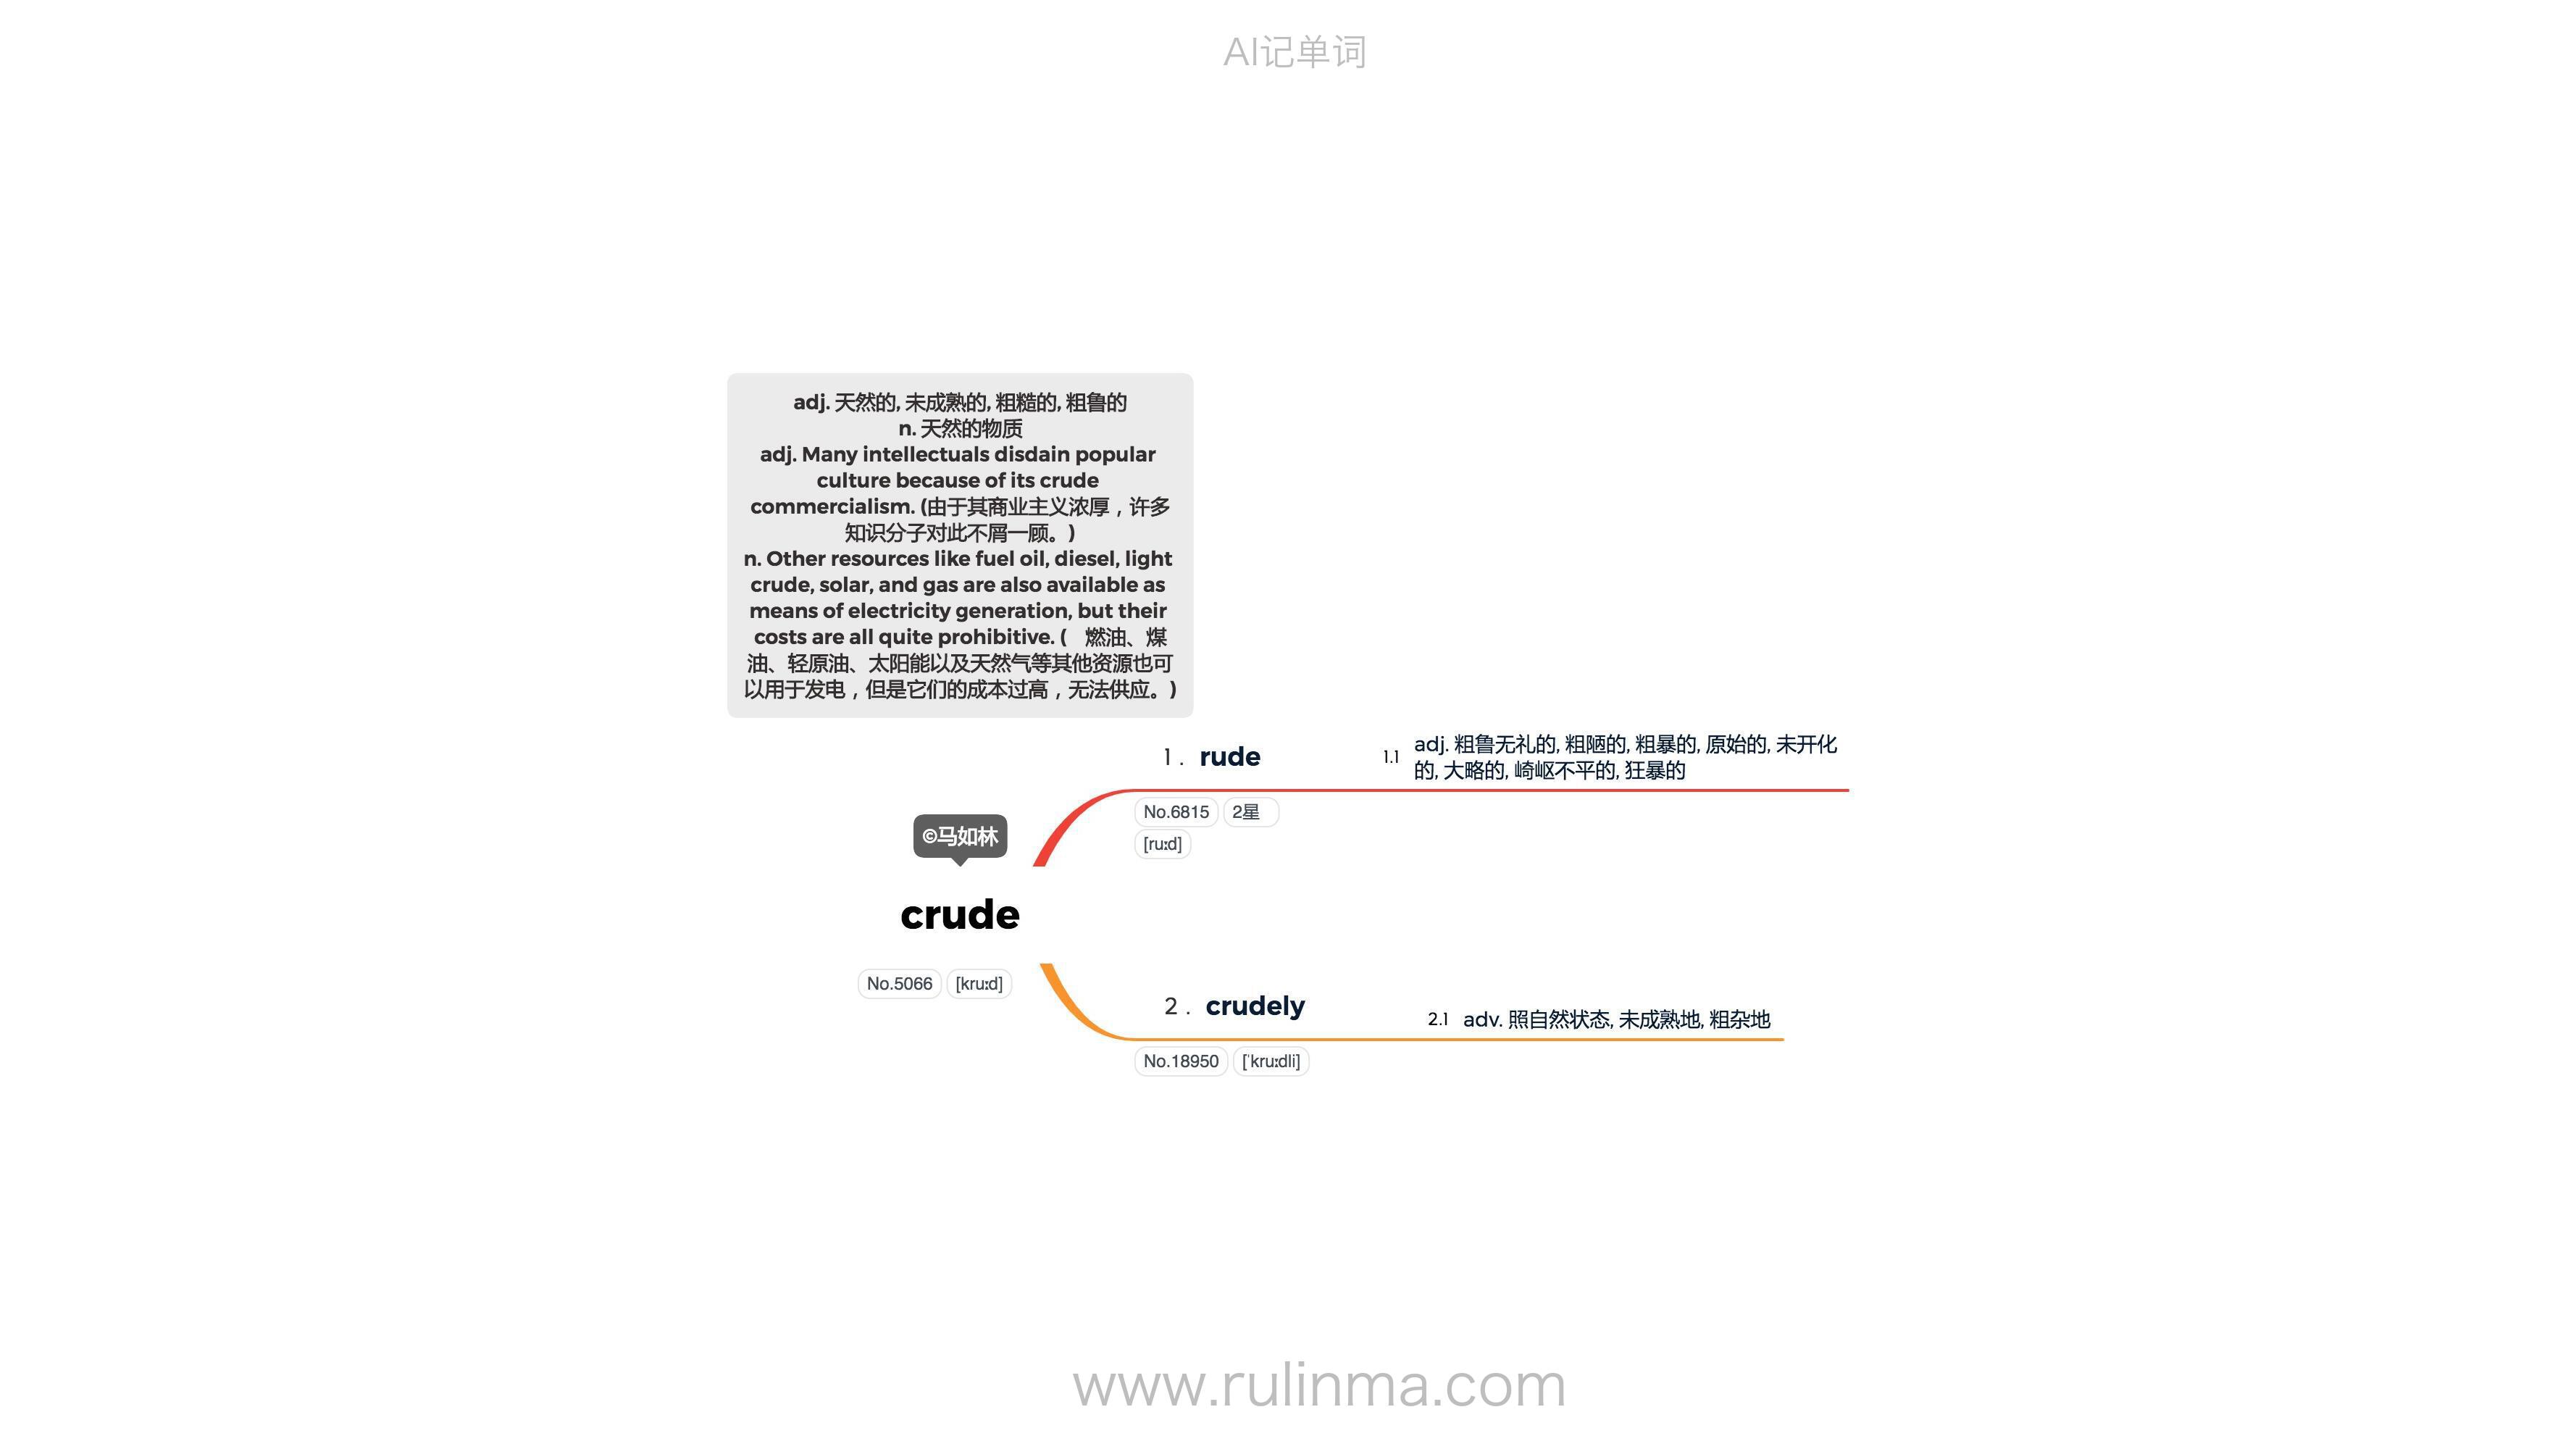 AI记单词
adj. 天然的, 未成熟的, 粗糙的, 粗鲁的
n. 天然的物质
adj. Many intellectuals disdain popular
culture because of its crude
commercialism. (由于其商业主义浓厚，许多
知识分子对此不屑一顾。)
n. Other resources like fuel oil, diesel, light
crude, solar, and gas are also available as
means of electricity generation, but their
costs are all quite prohibitive. (　燃油、煤
油、轻原油、太阳能以及天然气等其他资源也可
以用于发电，但是它们的成本过高，无法供应。)
1. rude
1.1 adj. 粗鲁无礼的, 粗陋的, 粗暴的, 原始的, 未开化
的, 大略的, 崎岖不平的, 狂暴的
No.6815 2星
[ruːd]
©马如林
crude
No.5066 [kruːd]
2. crudely
2.1 adv. 照自然状态, 未成熟地, 粗杂地
No.18950 [ˈkruːdli]
www.rulinma.com